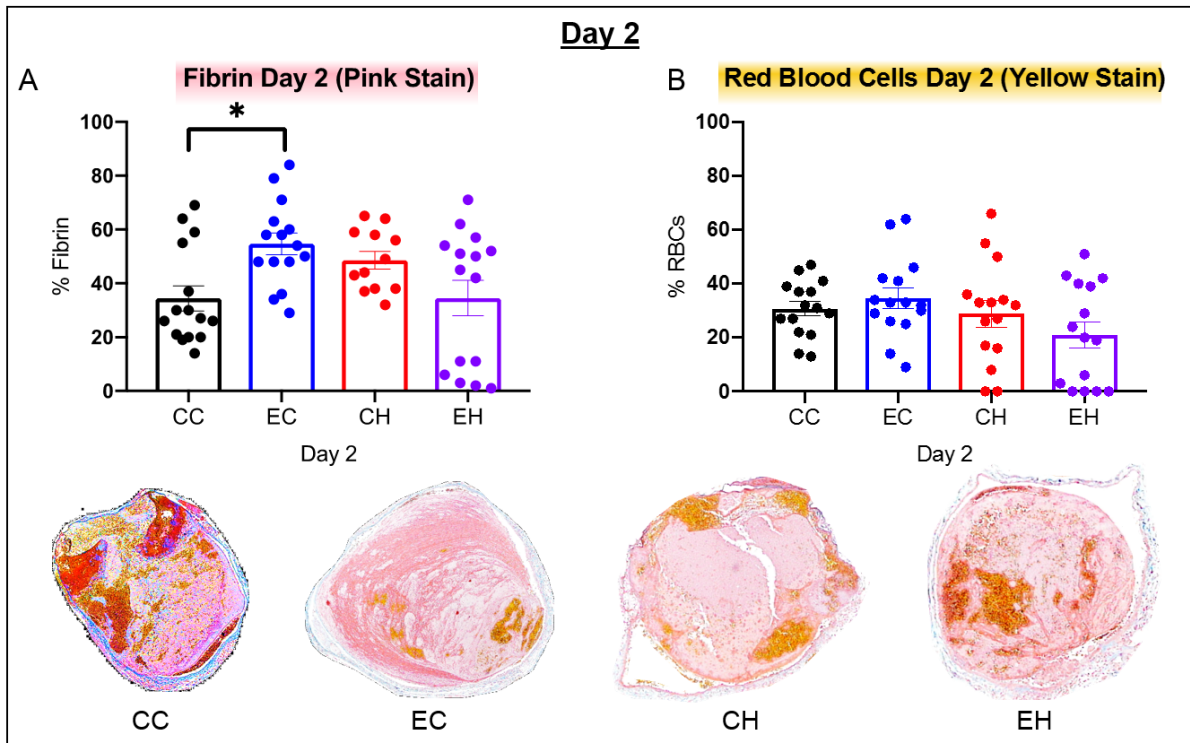 Day 2
A
Fibrin Day 2 (Pink Stain)
*
% Fibrin
100
80
60
40
20
0
CC EC CH EH
Day 2
B
Red Blood Cells Day 2 (Yellow Stain)
% RBCs
100
80
60
40
20
0
CC EC CH EH
Day 2
CC EC CH EH